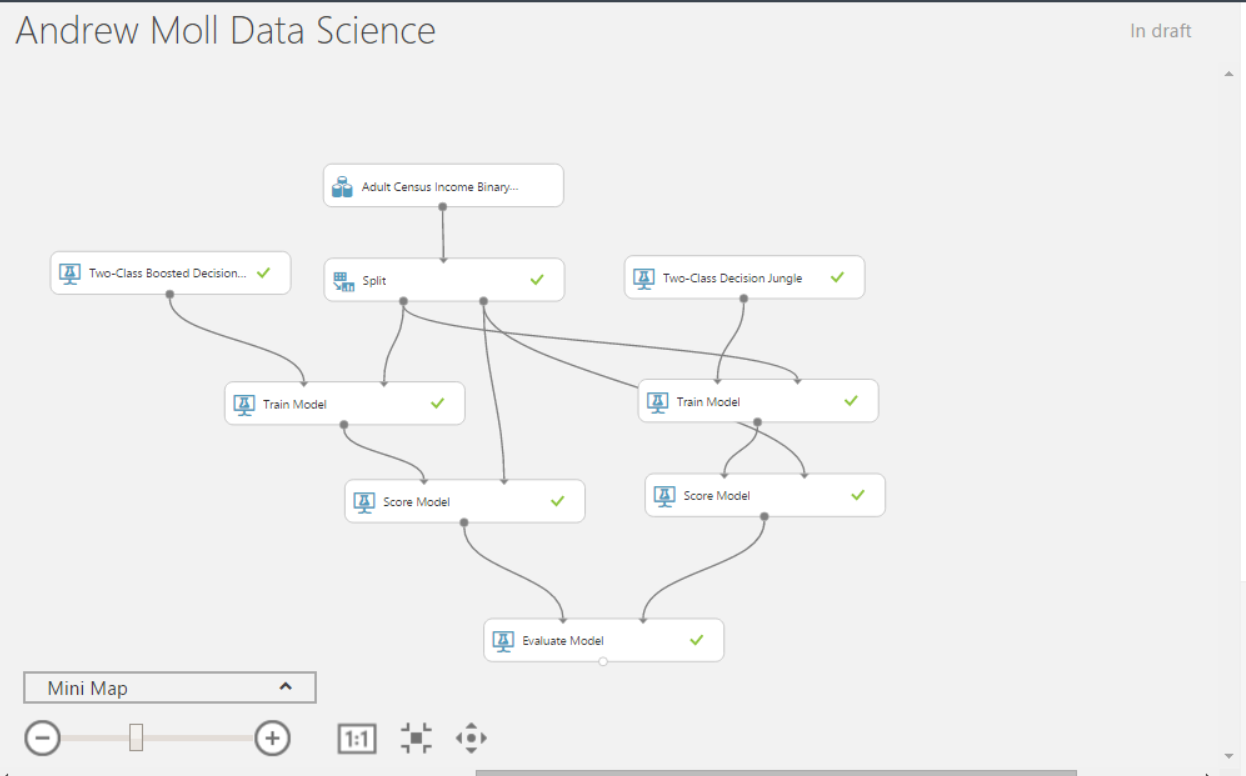 Andrew Moll Data Science
In draft
Adult Census Income Binary...
Two-Class Boosted Decision...
Split
Two-Class Decision Jungle
Train Model
Train Model
Score Model
Score Model
Evaluate Model
Mini Map
1:1